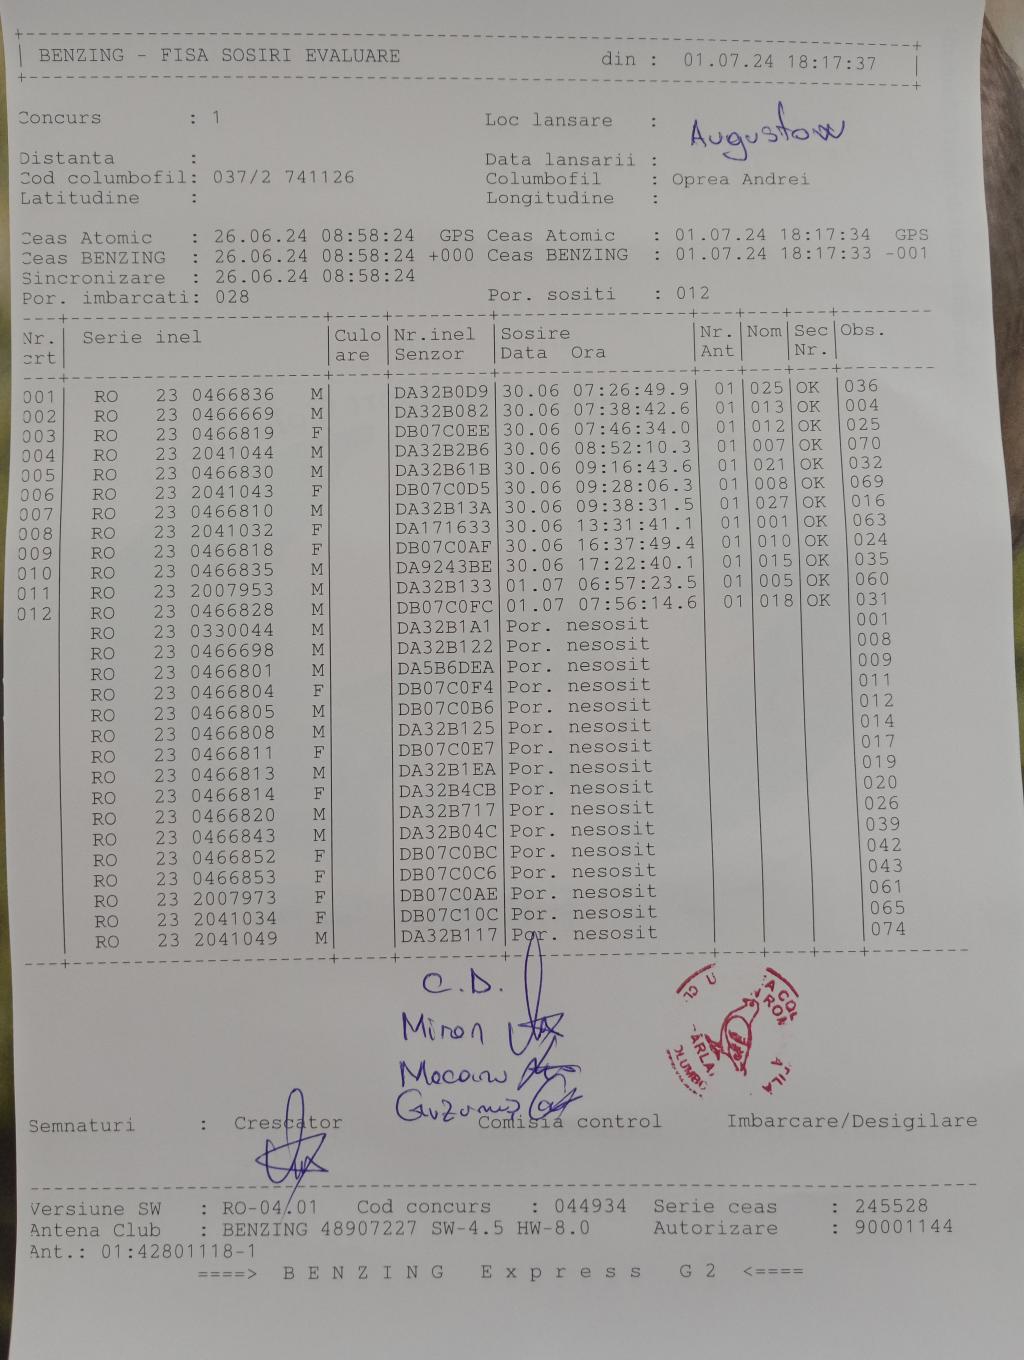 BENZING - FISA SOSIRI EVALUARE din : 01.07.24 18:17:37
Concurs : 1 Loc lansare : Augustow
Distanta : Data lansarii :
Cod columbofil: 037/2 741126 Columbofil : Oprea Andrei
Latitudine : Longitudine :
Ceas Atomic : 26.06.24 08:58:24 GPS Ceas Atomic : 01.07.24 18:17:34 GPS
Ceas BENZING : 26.06.24 08:58:24 +000 Ceas BENZING : 01.07.24 18:17:33 -001
Sincronizare : 26.06.24 08:58:24
Por. imbarcati: 028 Por. sositi : 012
Nr. Serie inel Culo Nr.inel Sosire Nr. Nom Sec Obs.
crt are Senzor Data Ora Ant Nr.
001 RO 23 0466836 M DA32B0D9 30.06 07:26:49.9 01 025 OK 036
002 RO 23 0466669 M DA32B082 30.06 07:38:42.6 01 013 OK 004
003 RO 23 0466819 F DB07C0EE 30.06 07:46:34.0 01 012 OK 025
004 RO 23 2041044 M DA32B2B6 30.06 08:52:10.3 01 007 OK 070
005 RO 23 0466830 M DA32B61B 30.06 09:16:43.6 01 021 OK 032
006 RO 23 2041043 F DB07C0D5 30.06 09:28:06.3 01 008 OK 069
007 RO 23 0466810 M DA32B13A 30.06 09:38:31.5 01 027 OK 016
008 RO 23 2041032 F DA171633 30.06 13:31:41.1 01 001 OK 063
009 RO 23 0466818 F DB07C0AF 30.06 16:37:49.4 01 010 OK 024
010 RO 23 0466835 M DA9243BE 30.06 17:22:40.1 01 015 OK 035
011 RO 23 2007953 M DA32B133 01.07 06:57:23.5 01 005 OK 060
012 RO 23 0466828 M DB07C0FC 01.07 07:56:14.6 01 018 OK 031
RO 23 0330044 M DA32B1A1 Por. nesosit 001
RO 23 0466698 M DA32B122 Por. nesosit 008
RO 23 0466801 M DA5B6DEA Por. nesosit 009
RO 23 0466804 F DB07C0F4 Por. nesosit 011
RO 23 0466805 M DB07C0B6 Por. nesosit 012
RO 23 0466808 M DA32B125 Por. nesosit 014
RO 23 0466811 F DB07C0E7 Por. nesosit 017
RO 23 0466813 M DA32B1EA Por. nesosit 019
RO 23 0466814 F DA32B4CB Por. nesosit 020
RO 23 0466820 M DA32B717 Por. nesosit 026
RO 23 0466843 M DA32B04C Por. nesosit 039
RO 23 0466852 F DB07C0BC Por. nesosit 042
RO 23 0466853 F DB07C0C6 Por. nesosit 043
RO 23 2007973 F DB07C0AE Por. nesosit 061
RO 23 2041034 F DB07C10C Por. nesosit 065
RO 23 2041049 M DA32B117 Por. nesosit 074
C.D.
Miron
Semnaturi : Crescator Comisia control Imbarcare/Desigilare
Versiune SW : RO-04.01 Cod concurs : 044934 Serie ceas : 245528
Antena Club : BENZING 48907227 SW-4.5 HW-8.0 Autorizare : 90001144
Ant.: 01:42801118-1
====> BENZING Express G2 <====